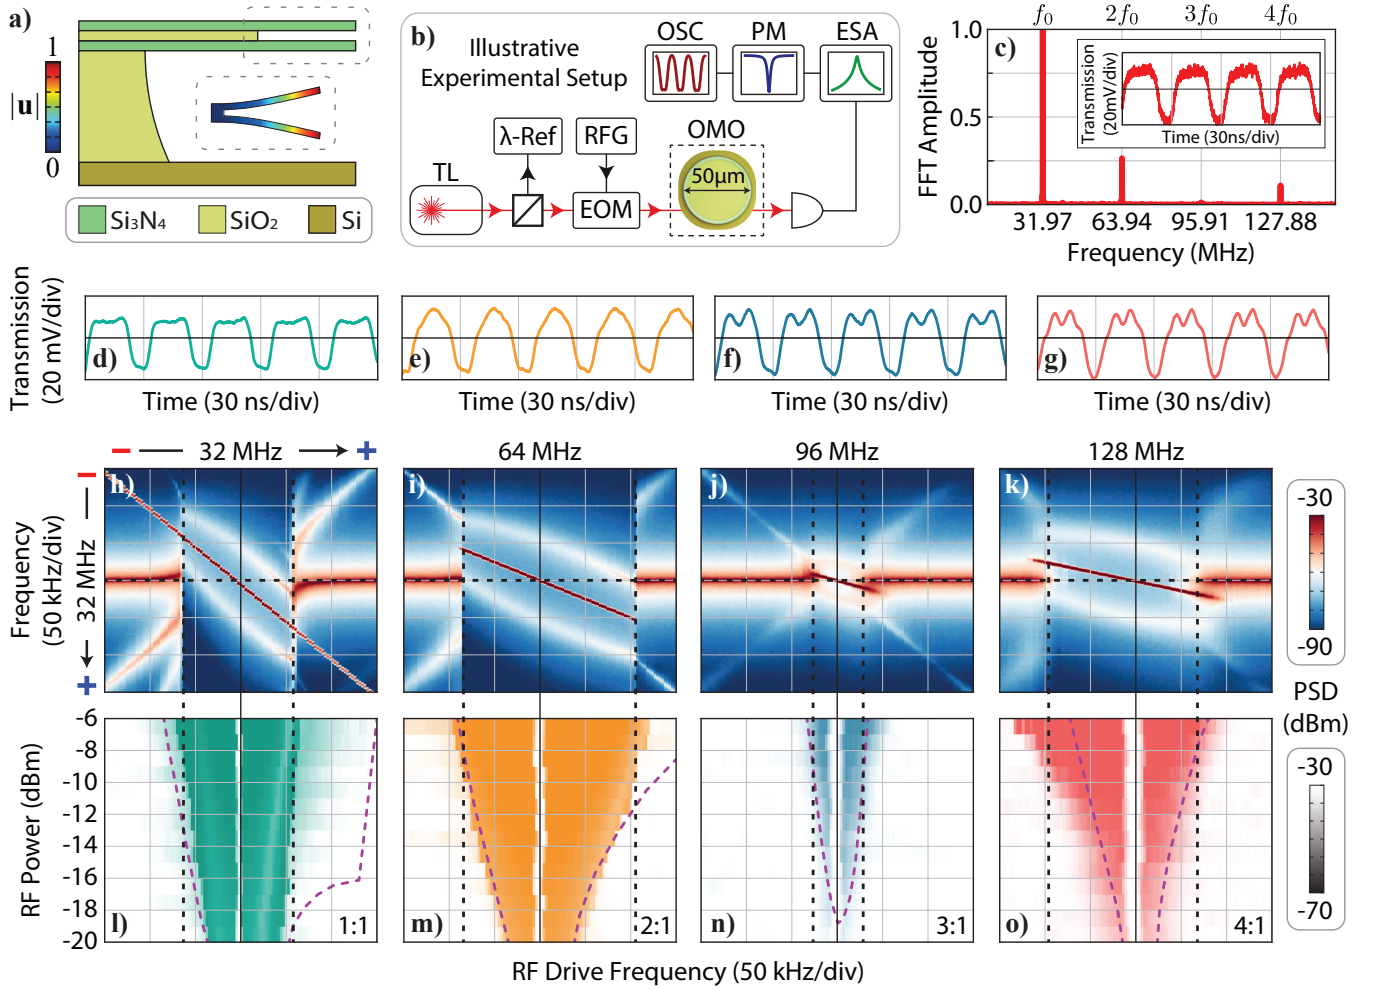 a)
1
|u|
0
Si₃N₄
SiO₂
Si
b)
Illustrative
Experimental Setup
OSC
PM
ESA
λ-Ref
RFG
OMO
TL
EOM
50μm
c)
f₀
2f₀
3f₀
4f₀
FFT Amplitude
1.0
0.5
0.0
Transmission
(20mV/div)
Time (30ns/div)
31.97
63.94
95.91
127.88
Frequency (MHz)
Transmission
(20 mV/div)
d)
e)
f)
g)
Time (30 ns/div)
Time (30 ns/div)
Time (30 ns/div)
Time (30 ns/div)
− 32 MHz +
64 MHz
96 MHz
128 MHz
Frequency
(50 kHz/div)
− 32 MHz +
h)
i)
j)
k)
-30
-90
PSD
(dBm)
-30
-70
RF Power (dBm)
-6
-8
-10
-12
-14
-16
-18
-20
l)
1:1
m)
2:1
n)
3:1
o)
4:1
RF Drive Frequency (50 kHz/div)